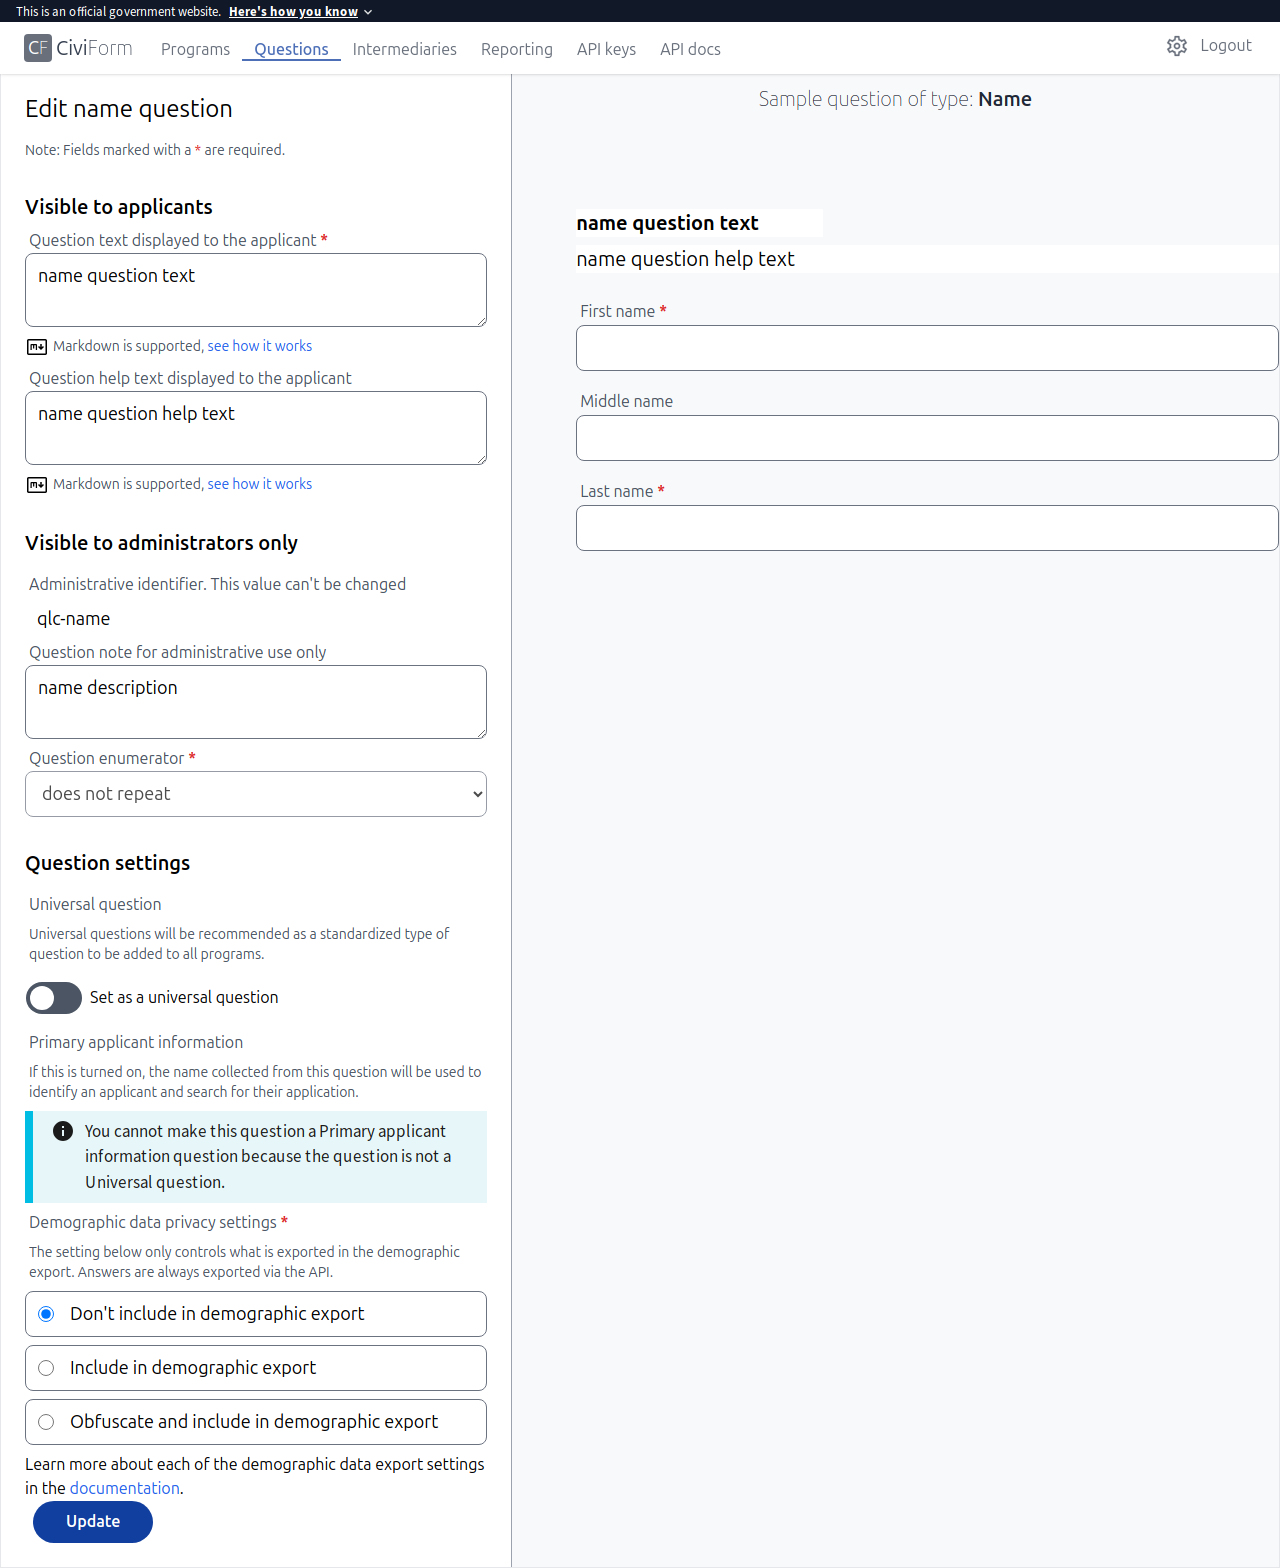 This is an official government website. Here's how you know
CF CiviForm Programs Questions Intermediaries Reporting API keys API docs Logout
Edit name question
Note: Fields marked with a * are required.
Visible to applicants
Question text displayed to the applicant *
name question text
Markdown is supported, see how it works
Question help text displayed to the applicant
name question help text
Markdown is supported, see how it works
Visible to administrators only
Administrative identifier. This value can't be changed
qlc-name
Question note for administrative use only
name description
Question enumerator *
does not repeat
Question settings
Universal question
Universal questions will be recommended as a standardized type of
question to be added to all programs.
Set as a universal question
Primary applicant information
If this is turned on, the name collected from this question will be used to
identify an applicant and search for their application.
You cannot make this question a Primary applicant
information question because the question is not a
Universal question.
Demographic data privacy settings *
The setting below only controls what is exported in the demographic
export. Answers are always exported via the API.
Don't include in demographic export
Include in demographic export
Obfuscate and include in demographic export
Learn more about each of the demographic data export settings
in the documentation.
Update
Sample question of type: Name
name question text
name question help text
First name *
Middle name
Last name *